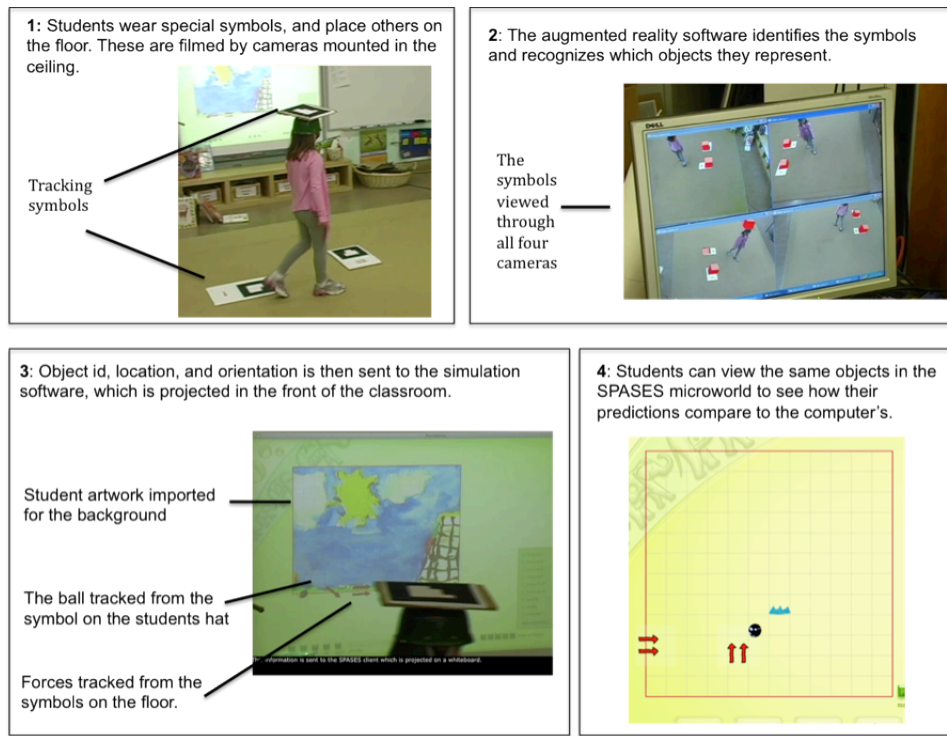 1: Students wear special symbols, and place others on
the floor. These are filmed by cameras mounted in the
ceiling.
Tracking
symbols
2: The augmented reality software identifies the symbols
and recognizes which objects they represent.
The
symbols
viewed
through
all four
cameras
DELL
3: Object id, location, and orientation is then sent to the simulation
software, which is projected in the front of the classroom.
Student artwork imported
for the background
The ball tracked from the
symbol on the students hat
Forces tracked from the
symbols on the floor.
information is sent to the SPASES client which is projected on a whiteboard.
4: Students can view the same objects in the
SPASES microworld to see how their
predictions compare to the computer's.